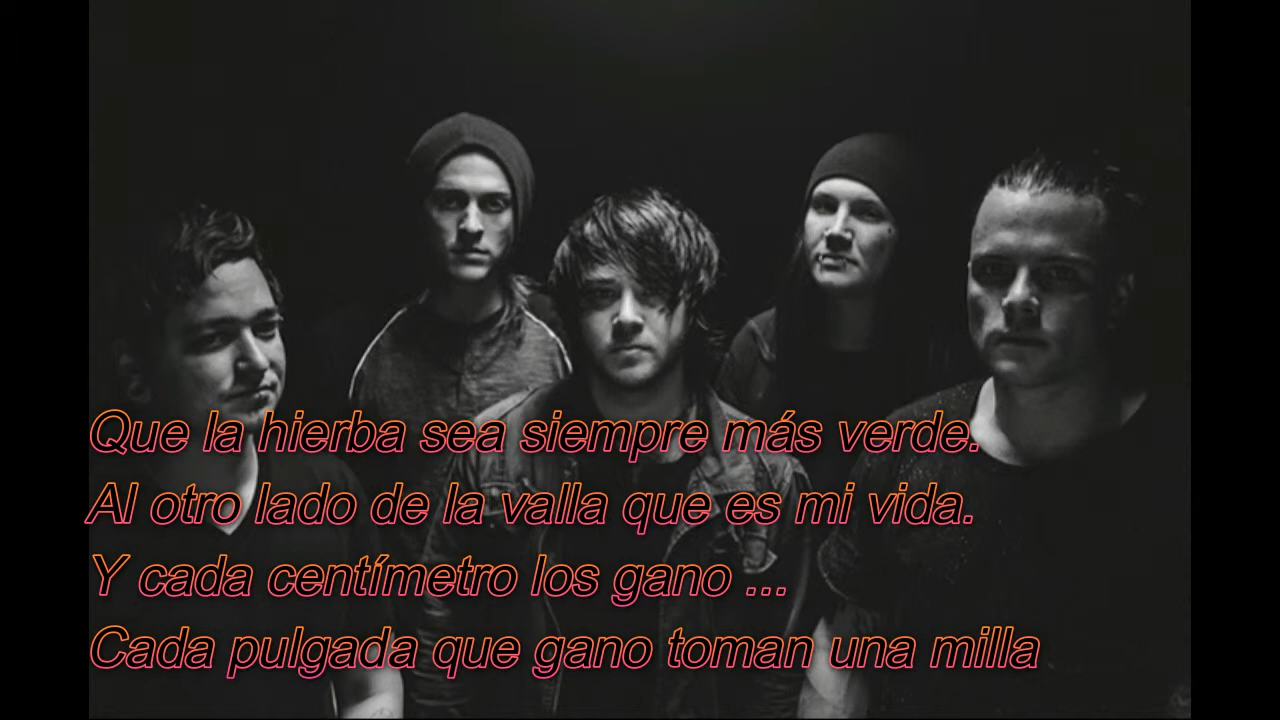 Que la hierba sea siempre más verde.
Al otro lado de la valla que es mi vida.
Y cada centímetro los gano ...
Cada pulgada que gano toman una milla